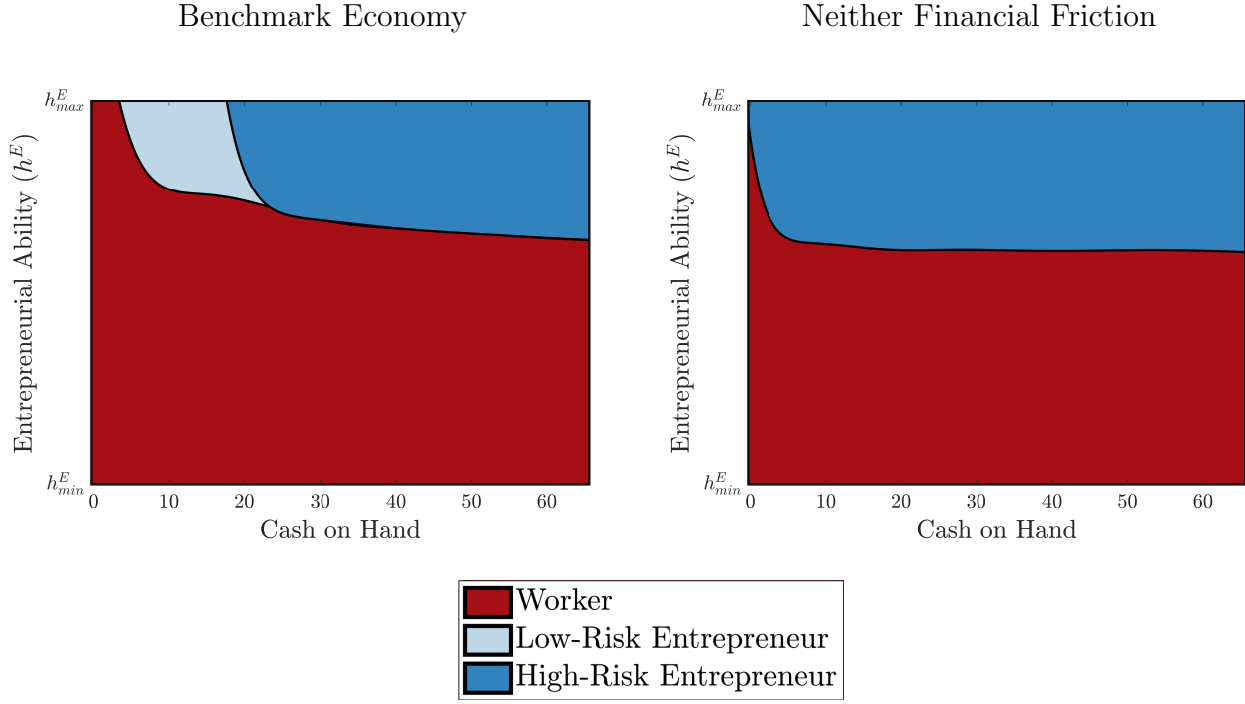 Benchmark Economy
Neither Financial Friction
h^E_max
Entrepreneurial Ability (h^E)
h^E_min
0 10 20 30 40 50 60
Cash on Hand
h^E_max
Entrepreneurial Ability (h^E)
h^E_min
0 10 20 30 40 50 60
Cash on Hand
Worker
Low-Risk Entrepreneur
High-Risk Entrepreneur